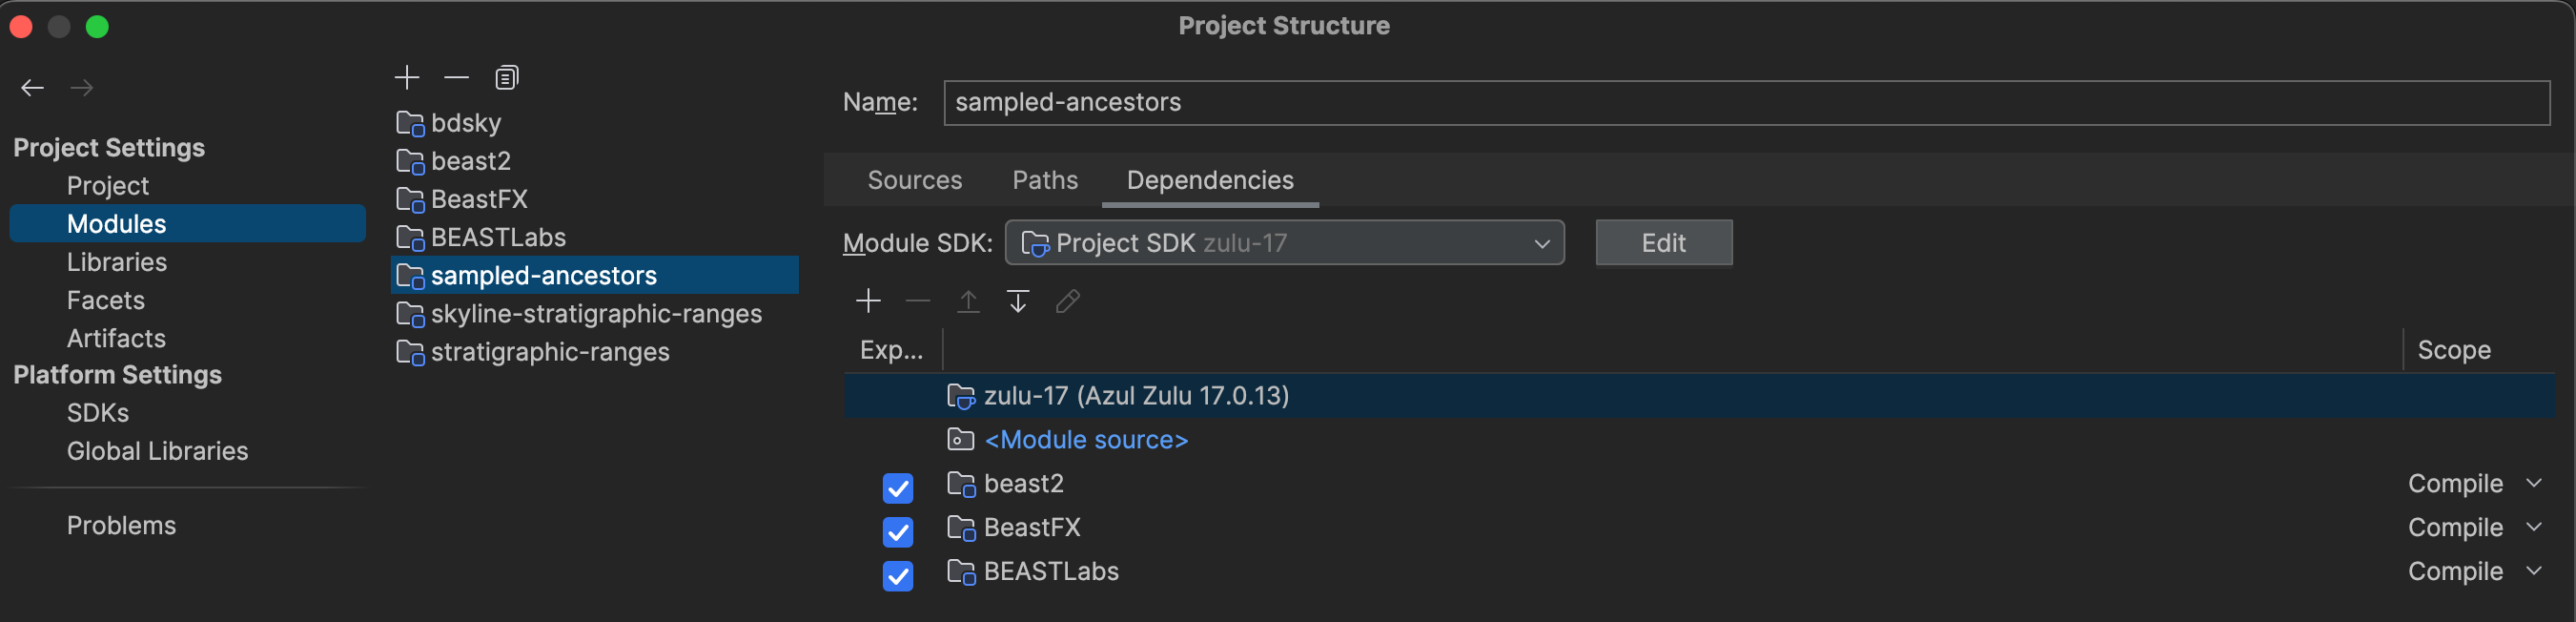 Project Structure
Project Settings
Project
Modules
Libraries
Facets
Artifacts
Platform Settings
SDKs
Global Libraries
Problems
bdsky
beast2
BeastFX
BEASTLabs
sampled-ancestors
skyline-stratigraphic-ranges
stratigraphic-ranges
Name: sampled-ancestors
Sources Paths Dependencies
Module SDK: Project SDK zulu-17 Edit
Exp... Scope
zulu-17 (Azul Zulu 17.0.13)
<Module source>
beast2 Compile
BeastFX Compile
BEASTLabs Compile